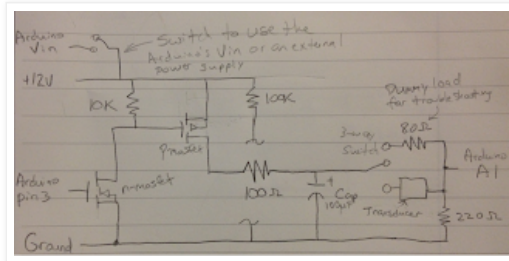 Arduino
Vin
Switch to use the
Arduino's Vin or an external
power supply
+12V
10K
100K
Dummy load
for troubleshooting
80Ω
3-way
Switch
Pmosfet
Arduino
A1
Arduino
pin 3
n-mosfet
100Ω
+
Cap
100µF
Transducer
220Ω
Ground